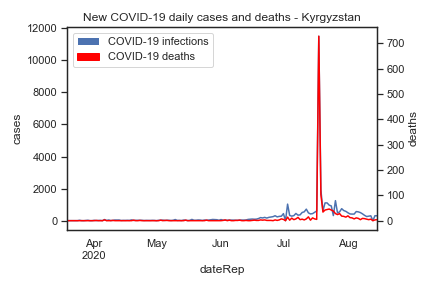 New COVID-19 daily cases and deaths - Kyrgyzstan
COVID-19 infections
COVID-19 deaths
12000
10000
8000
6000
4000
2000
0
cases
700
600
500
400
300
200
100
0
deaths
Apr May Jun Jul Aug
2020
dateRep